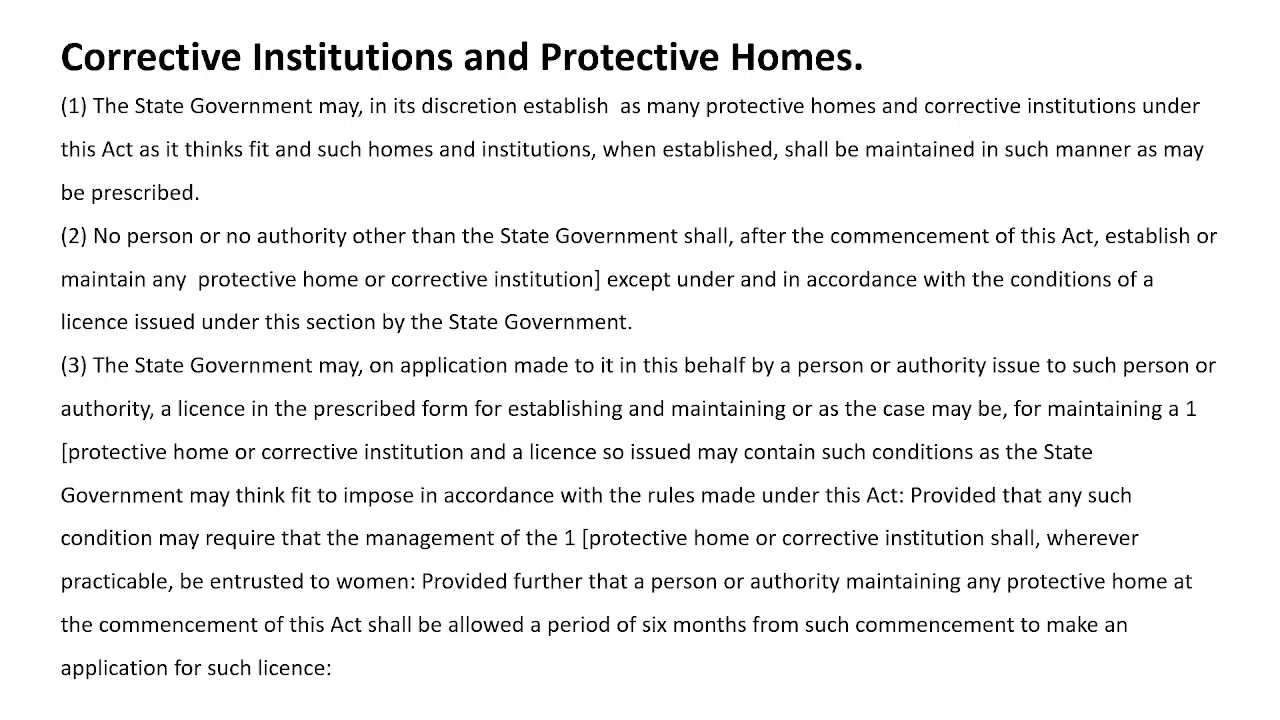 Corrective Institutions and Protective Homes.
(1) The State Government may, in its discretion establish  as many protective homes and corrective institutions under
this Act as it thinks fit and such homes and institutions, when established, shall be maintained in such manner as may
be prescribed.
(2) No person or no authority other than the State Government shall, after the commencement of this Act, establish or
maintain any  protective home or corrective institution] except under and in accordance with the conditions of a
licence issued under this section by the State Government.
(3) The State Government may, on application made to it in this behalf by a person or authority issue to such person or
authority, a licence in the prescribed form for establishing and maintaining or as the case may be, for maintaining a 1
[protective home or corrective institution and a licence so issued may contain such conditions as the State
Government may think fit to impose in accordance with the rules made under this Act: Provided that any such
condition may require that the management of the 1 [protective home or corrective institution shall, wherever
practicable, be entrusted to women: Provided further that a person or authority maintaining any protective home at
the commencement of this Act shall be allowed a period of six months from such commencement to make an
application for such licence: